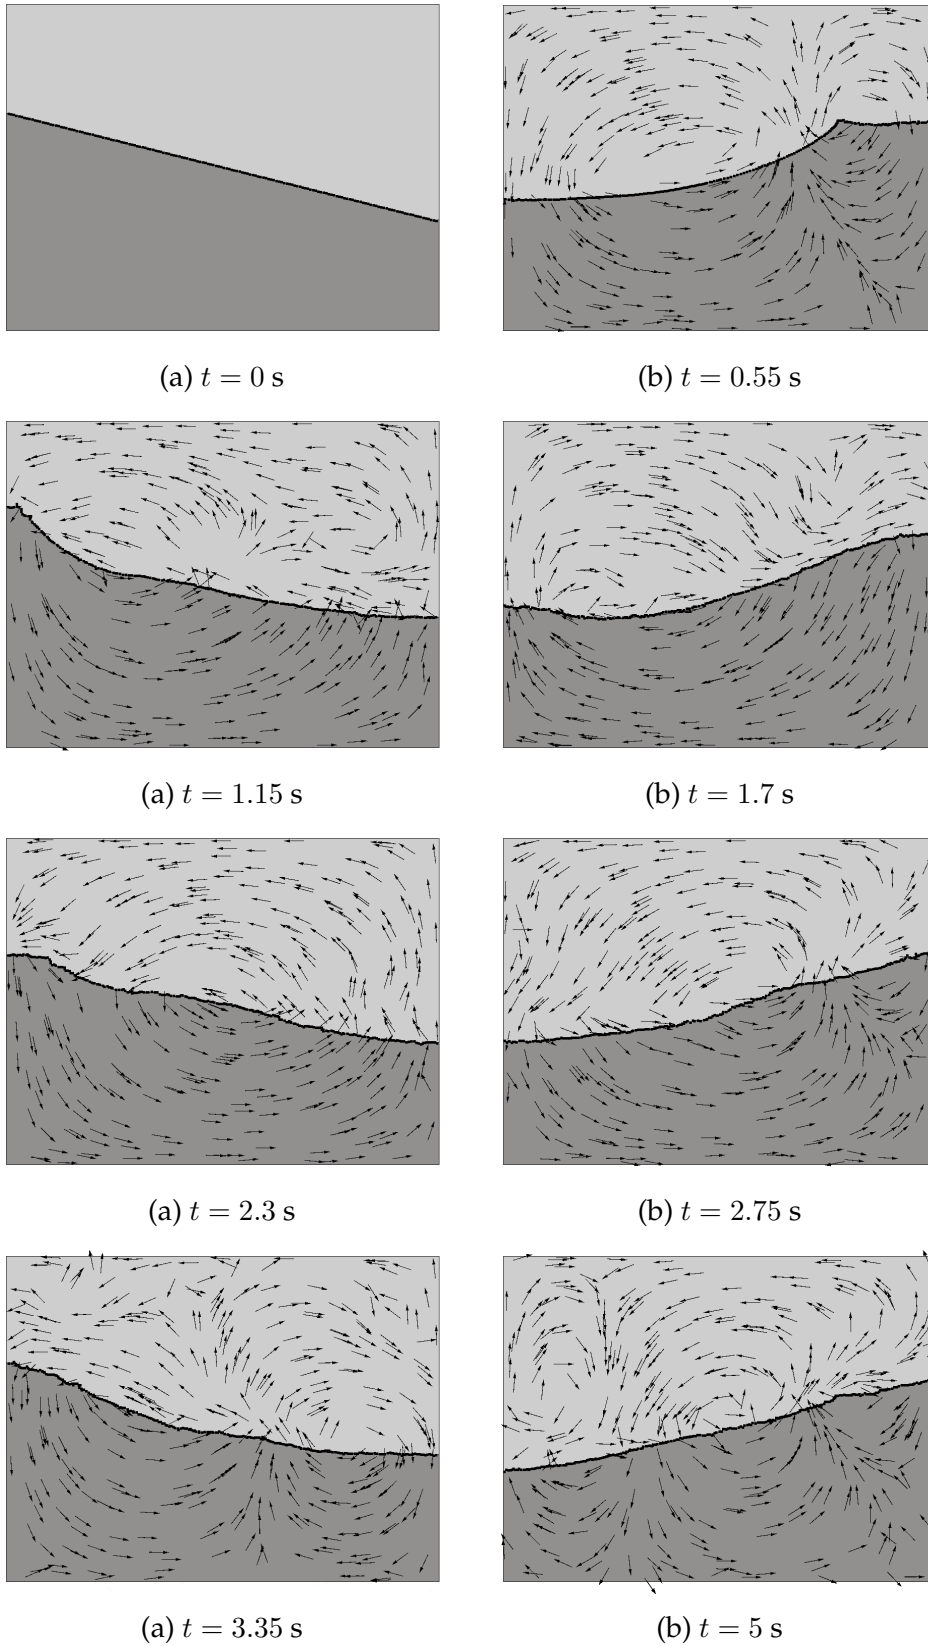 (a) t = 0 s
(b) t = 0.55 s
(a) t = 1.15 s
(b) t = 1.7 s
(a) t = 2.3 s
(b) t = 2.75 s
(a) t = 3.35 s
(b) t = 5 s